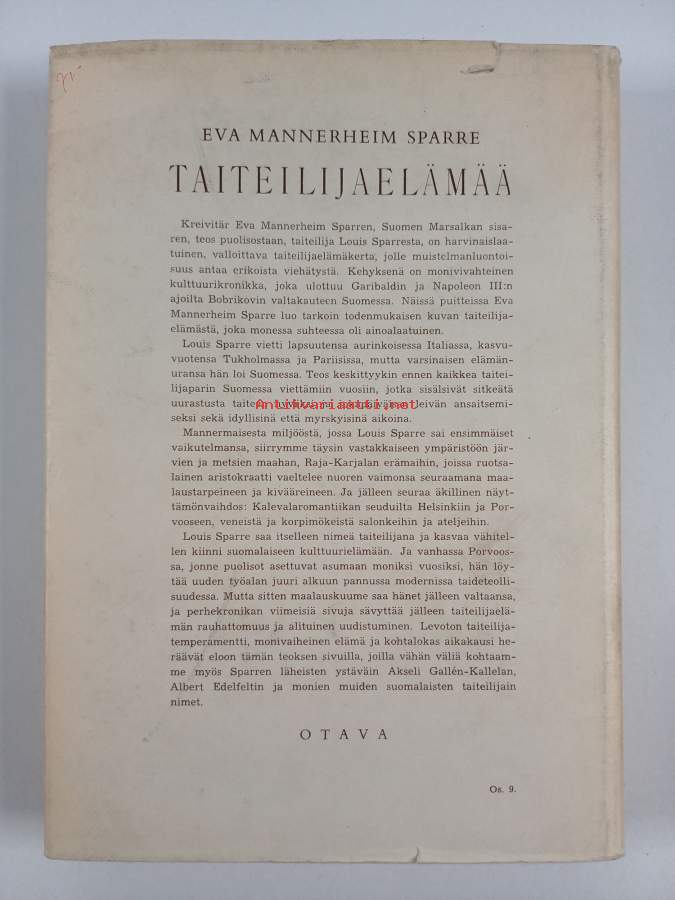 EVA MANNERHEIM SPARRE
TAITEILIJAELÄMÄÄ
Kreivitär Eva Mannerheim Sparren, Suomen Marsalkan sisa-
ren, teos puolisostaan, taiteilija Louis Sparresta, on harvinaislaa-
tuinen, valloittava taiteilijaelämäkerta, jolle muistelmanluontoi-
suus antaa erikoista viehätystä. Kehyksenä on monivivahteinen
kulttuurikronikka, joka ulottuu Garibaldin ja Napoleon III:n
ajoilta Bobrikovin valtakauteen Suomessa. Näissä puitteissa Eva
Mannerheim Sparre luo tarkoin todenmukaisen kuvan taiteilija-
elämästä, joka monessa suhteessa oli ainoalaatuinen.
Louis Sparre vietti lapsuutensa aurinkoisessa Italiassa, kasvu-
vuotensa Tukholmassa ja Pariisissa, mutta varsinaisen elämän-
uransa hän loi Suomessa. Teos keskittyykin ennen kaikkea taitei-
lijaparin Suomessa viettämiin vuosiin, jotka sisälsivät sitkeätä
uurastusta taiteen hyväksi ja jokapäiväisen leivän ansaitsemi-
Antikvariaatti.net
seksi sekä idyllisinä että myrskyisinä aikoina.
Mannermaisesta miljööstä, jossa Louis Sparre sai ensimmäiset
vaikutelmansa, siirrymme täysin vastakkaiseen ympäristöön jär-
vien ja metsien maahan, Raja-Karjalan erämaihin, joissa ruotsa-
lainen aristokraatti vaeltelee nuoren vaimonsa seuraamana maa-
laustarpeineen ja kivääreineen. Ja jälleen seuraa äkillinen näyt-
tämönvaihdos: Kalevalaromantiikan seuduilta Helsinkiin ja Por-
vooseen, veneistä ja korpimökeistä salonkeihin ja ateljeihin.
Louis Sparre saa itselleen nimeä taiteilijana ja kasvaa vähitel-
len kiinni suomalaiseen kulttuurielämään. Ja vanhassa Porvoos-
sa, jonne puolisot asettuvat asumaan moniksi vuosiksi, hän löy-
tää uuden työalan juuri alkuun pannussa modernissa taideteolli-
suudessa. Mutta sitten maalauskuume saa hänet jälleen valtaansa,
ja perhekronikan viimeisiä sivuja sävyttää jälleen taiteilijaelä-
män rauhattomuus ja alituinen uudistuminen. Levoton taiteilija-
temperamentti, monivaiheinen elämä ja kohtalokas aikakausi he-
räävät eloon tämän teoksen sivuilla, joilla vähän väliä kohtaam-
me myös Sparren läheisten ystäväin Akseli Gallén-Kallelan,
Albert Edelfeltin ja monien muiden suomalaisten taiteilijain
nimet.
OTAVA
Os. 9.